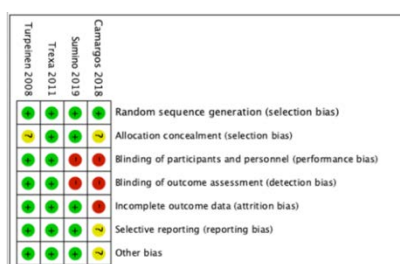 Turpeinen 2008
Trexa 2011
Sumino 2019
Camargos 2018
+ + + + Random sequence generation (selection bias)
? + + ? Allocation concealment (selection bias)
+ + - - Blinding of participants and personnel (performance bias)
+ + - - Blinding of outcome assessment (detection bias)
+ + + - Incomplete outcome data (attrition bias)
+ + + ? Selective reporting (reporting bias)
+ + + ? Other bias